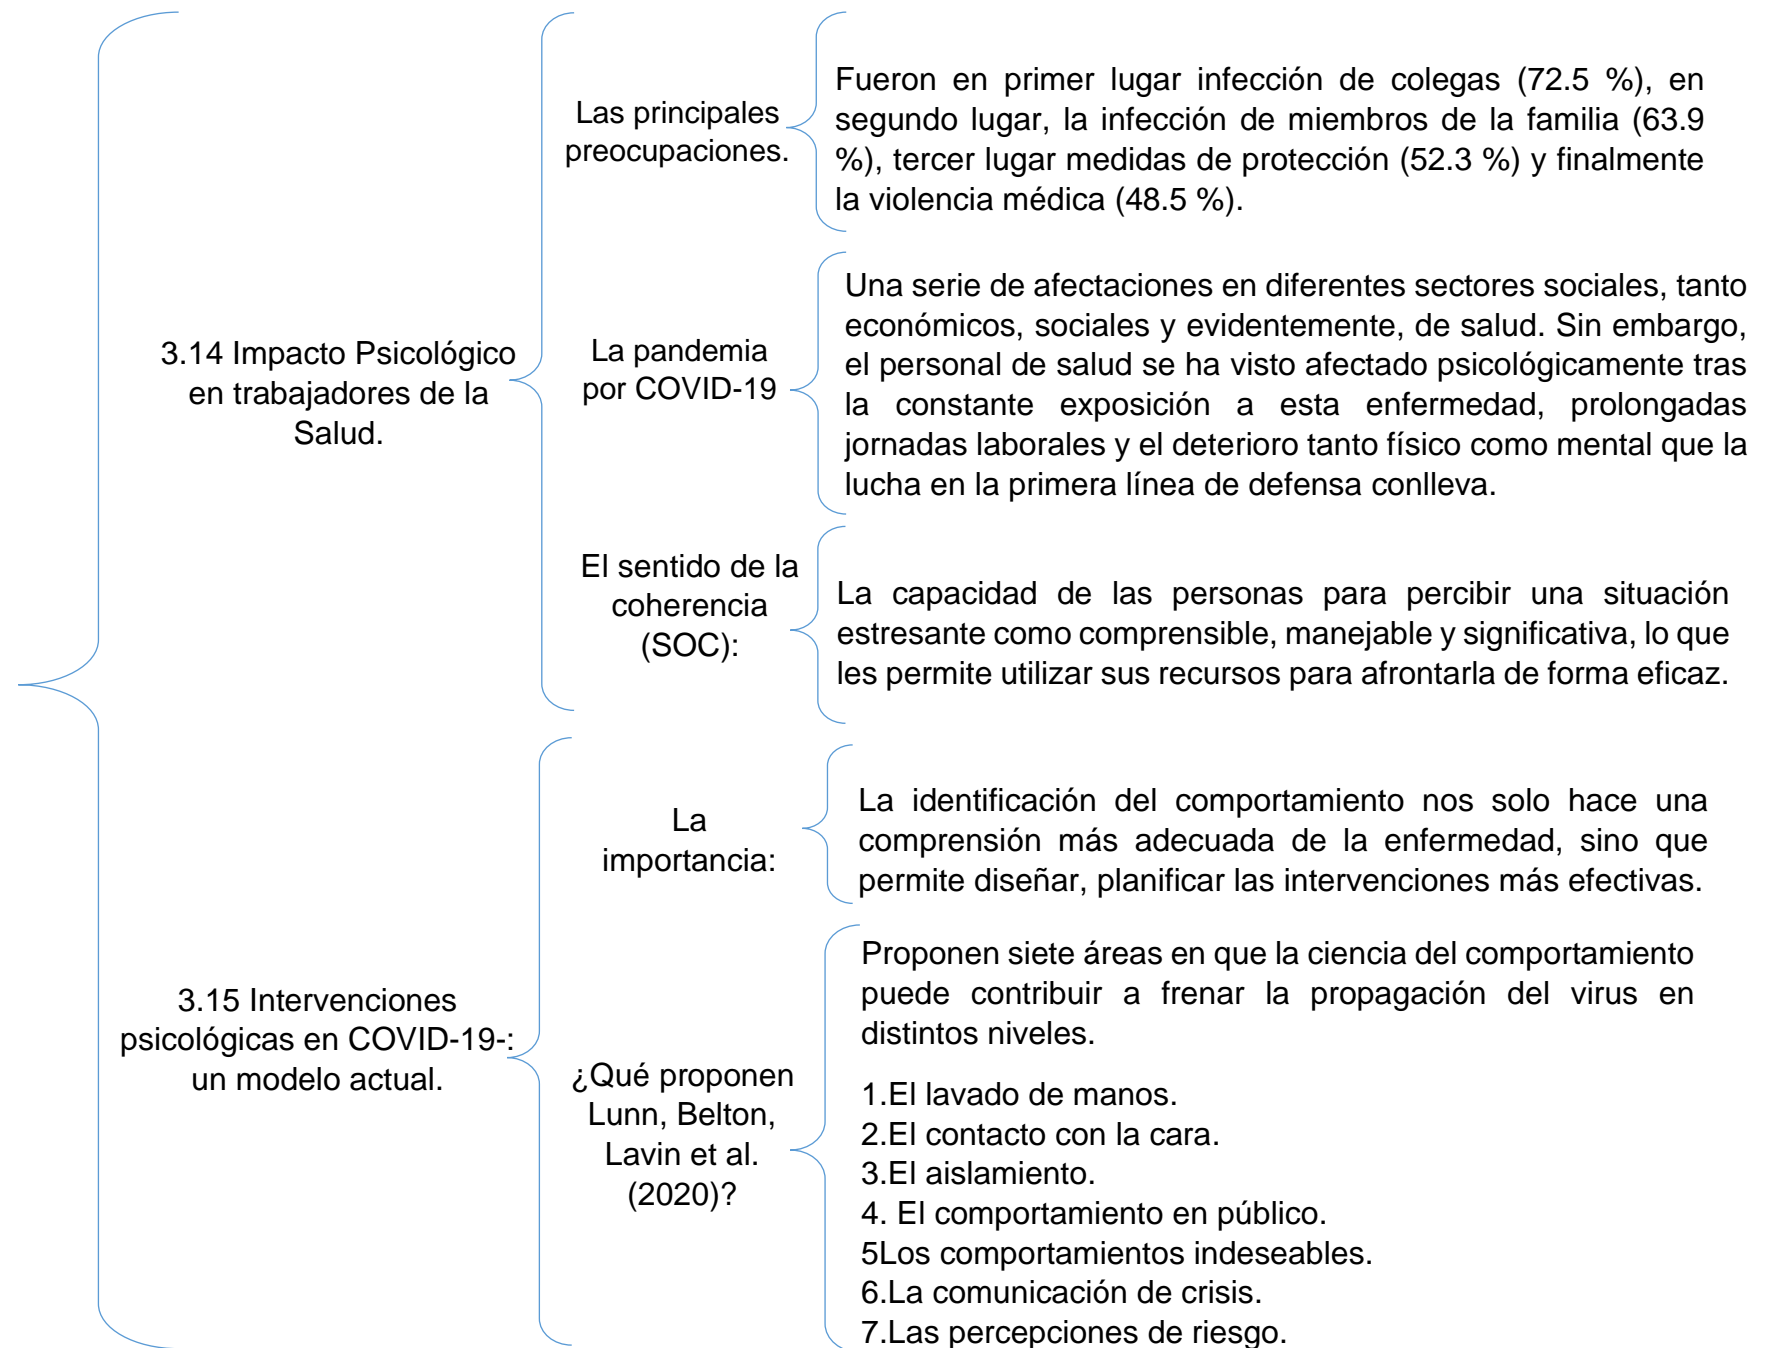 3.14 Impacto Psicológico
en trabajadores de la
Salud.
Las principales
preocupaciones.
Fueron en primer lugar infección de colegas (72.5 %), en
segundo lugar, la infección de miembros de la familia (63.9
%), tercer lugar medidas de protección (52.3 %) y finalmente
la violencia médica (48.5 %).
La pandemia
por COVID-19
Una serie de afectaciones en diferentes sectores sociales, tanto
económicos, sociales y evidentemente, de salud. Sin embargo,
el personal de salud se ha visto afectado psicológicamente tras
la constante exposición a esta enfermedad, prolongadas
jornadas laborales y el deterioro tanto físico como mental que la
lucha en la primera línea de defensa conlleva.
El sentido de la
coherencia
(SOC):
La capacidad de las personas para percibir una situación
estresante como comprensible, manejable y significativa, lo que
les permite utilizar sus recursos para afrontarla de forma eficaz.
3.15 Intervenciones
psicológicas en COVID-19-:
un modelo actual.
La
importancia:
La identificación del comportamiento nos solo hace una
comprensión más adecuada de la enfermedad, sino que
permite diseñar, planificar las intervenciones más efectivas.
¿Qué proponen
Lunn, Belton,
Lavin et al.
(2020)?
Proponen siete áreas en que la ciencia del comportamiento
puede contribuir a frenar la propagación del virus en
distintos niveles.
1.El lavado de manos.
2.El contacto con la cara.
3.El aislamiento.
4. El comportamiento en público.
5Los comportamientos indeseables.
6.La comunicación de crisis.
7.Las percepciones de riesgo.